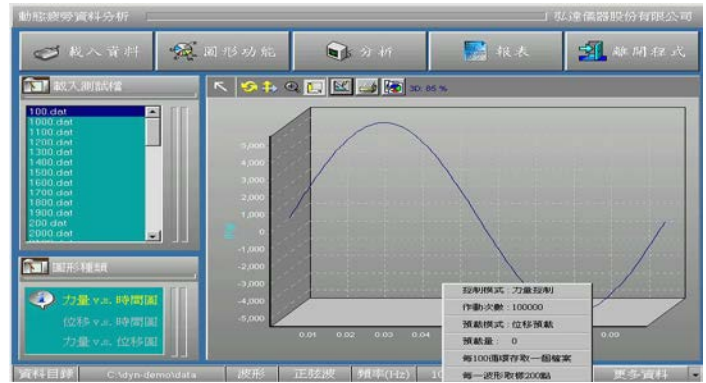 動態疲勞資料分析
弘達儀器股份有限公司
載入資料
圖形功能
分析
報表
離開程式
載入測試檔
3D: 85 %
100.dat
1000.dat
1100.dat
1200.dat
1300.dat
1400.dat
1500.dat
1600.dat
1700.dat
1800.dat
1900.dat
200.dat
2000.dat
5,000
4,000
3,000
2,000
1,000
0
-1,000
-2,000
-3,000
-4,000
-5,000
0.01
0.02
0.03
0.04
0.09
圖形種類
力量 v.s. 時間圖
位移 v.s. 時間圖
力量 v.s. 位移圖
控制模式 : 力量控制
作動次數 : 100000
預載模式 : 位移預載
預載量 : 0
每100循環存取一個檔案
每一波形取樣200點
資料目錄
C:\dyn-demo\data
波形
正弦波
頻率(Hz)
10
更多資料